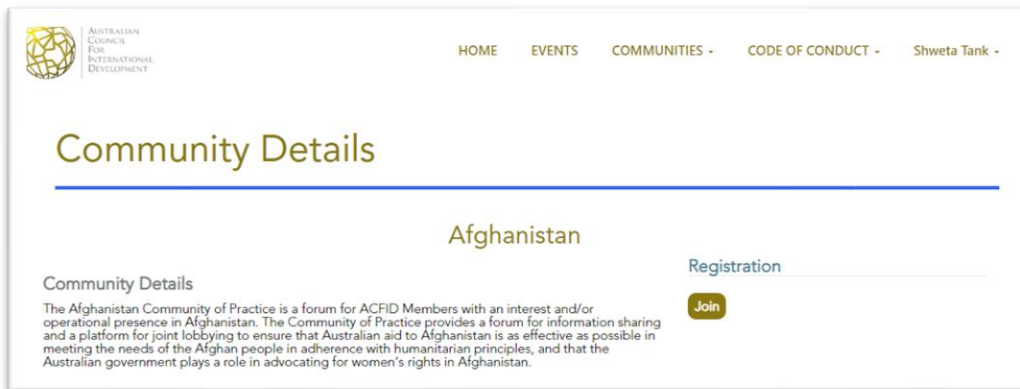 AUSTRALIAN
COUNCIL
FOR
INTERNATIONAL
DEVELOPMENT
HOME EVENTS COMMUNITIES CODE OF CONDUCT Shweta Tank
Community Details
Afghanistan
Community Details
The Afghanistan Community of Practice is a forum for ACFID Members with an interest and/or
operational presence in Afghanistan. The Community of Practice provides a forum for information sharing
and a platform for joint lobbying to ensure that Australian aid to Afghanistan is as effective as possible in
meeting the needs of the Afghan people in adherence with humanitarian principles, and that the
Australian government plays a role in advocating for women's rights in Afghanistan.
Registration
Join